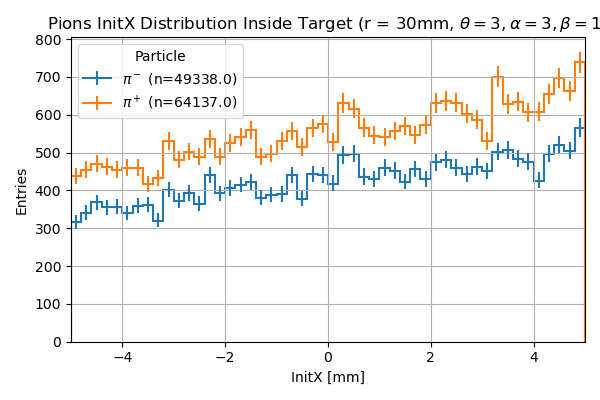 Pions InitX Distribution Inside Target (r = 30mm, θ = 3, α = 3, β = 1
Particle
π⁻ (n=49338.0)
π⁺ (n=64137.0)
Entries
800
700
600
500
400
300
200
100
0
−4
−2
0
2
4
InitX [mm]